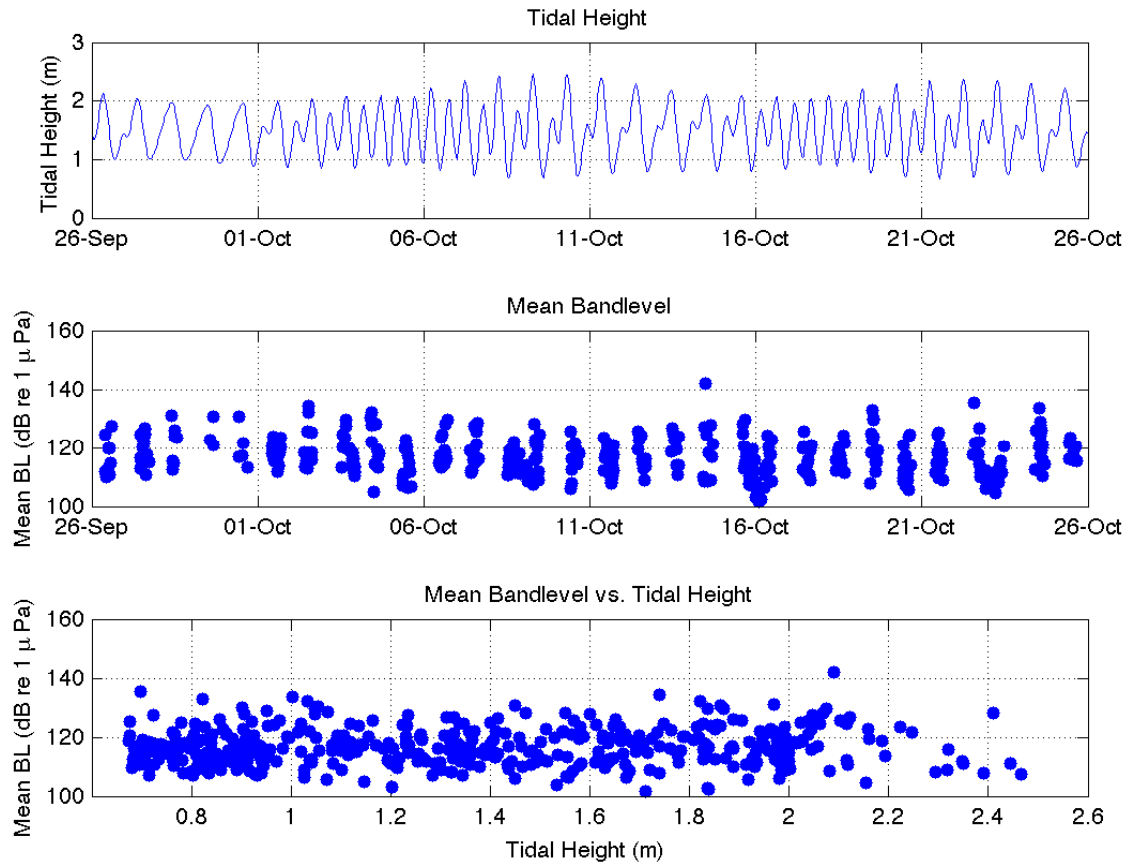 Tidal Height
Tidal Height (m)
3
2
1
0
26-Sep 01-Oct 06-Oct 11-Oct 16-Oct 21-Oct 26-Oct
Mean Bandlevel
Mean BL (dB re 1 μ Pa)
160
140
120
100
26-Sep 01-Oct 06-Oct 11-Oct 16-Oct 21-Oct 26-Oct
Mean Bandlevel vs. Tidal Height
Mean BL (dB re 1 μ Pa)
160
140
120
100
0.8 1 1.2 1.4 1.6 1.8 2 2.2 2.4 2.6
Tidal Height (m)